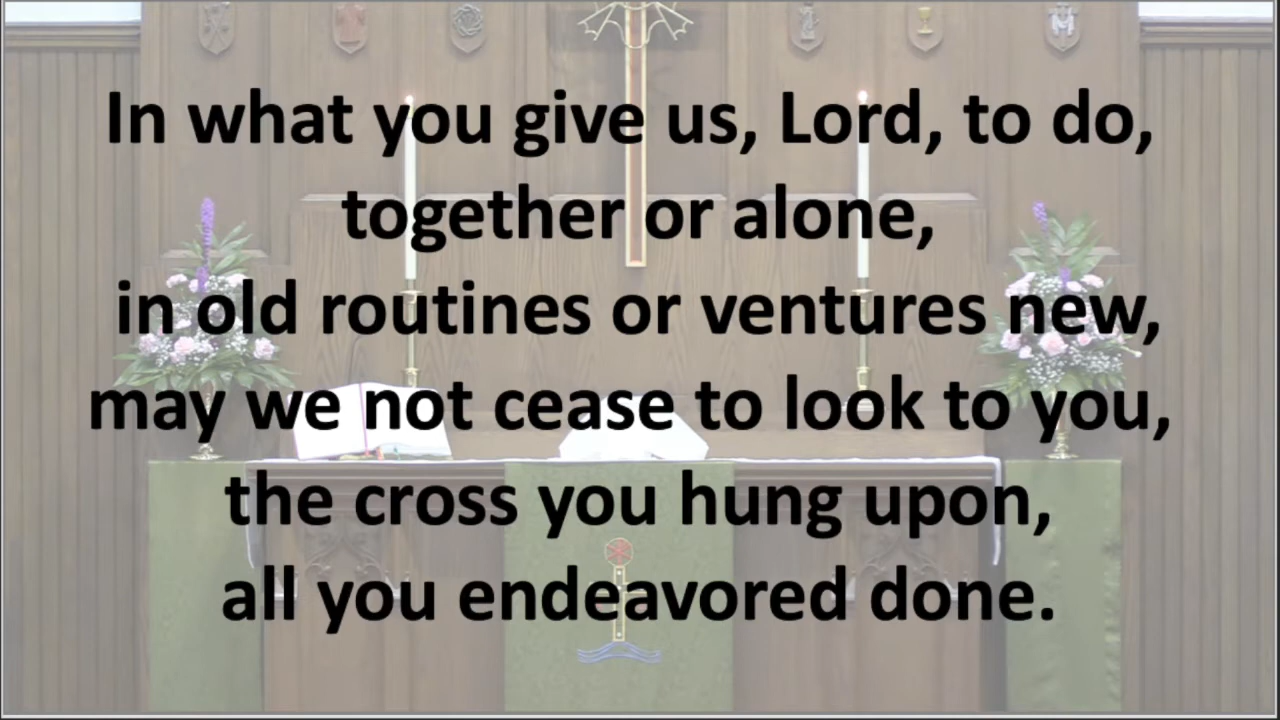 In what you give us, Lord, to do,
together or alone,
in old routines or ventures new,
may we not cease to look to you,
the cross you hung upon,
all you endeavored done.